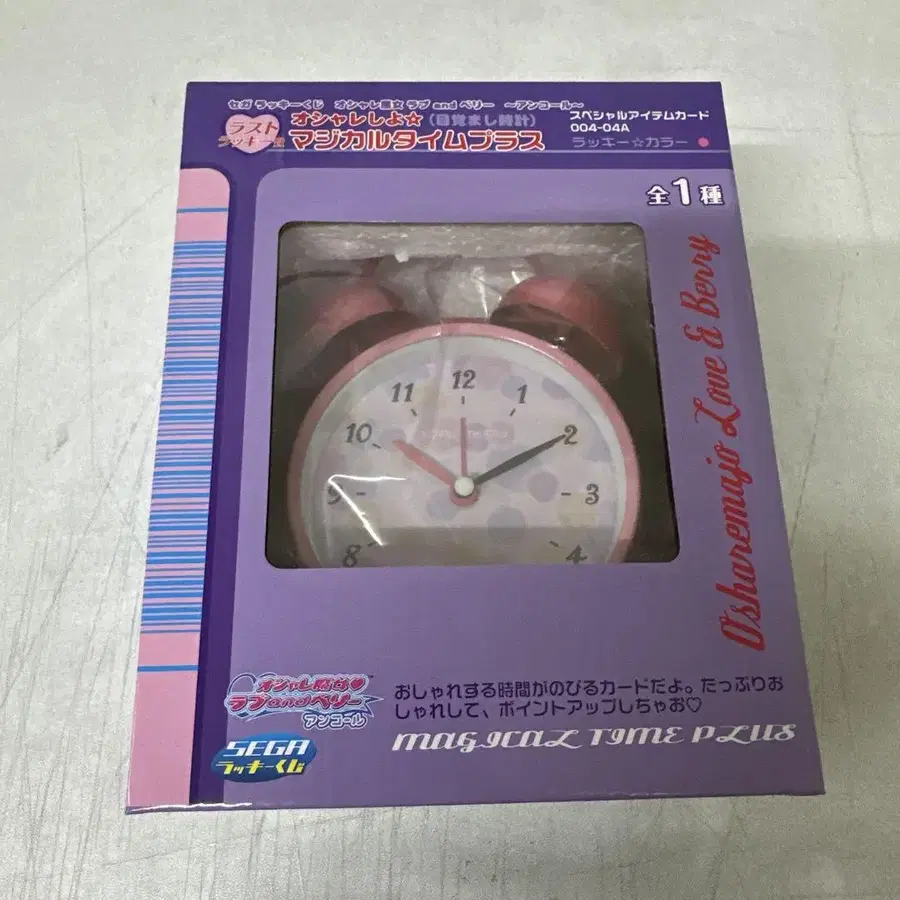 セガ ラッキーくじ オシャレ魔女 ラブ and ベリー 〜アンコール〜
ラスト
ラッキー賞
オシャレしよ☆(目覚まし時計)
マジカルタイムプラス
スペシャルアイテムカード
004-04A
ラッキー☆カラー
全1種
Osharemajo Love & Berry
12
11
1
10
2
9
3
8
4
オシャレ魔女♥
ラブandベリー
アンコール
SEGA
ラッキーくじ
おしゃれする時間がのびるカードだよ。たっぷりお
しゃれして、ポイントアップしちゃお♡
MAGICAL TIME PLUS